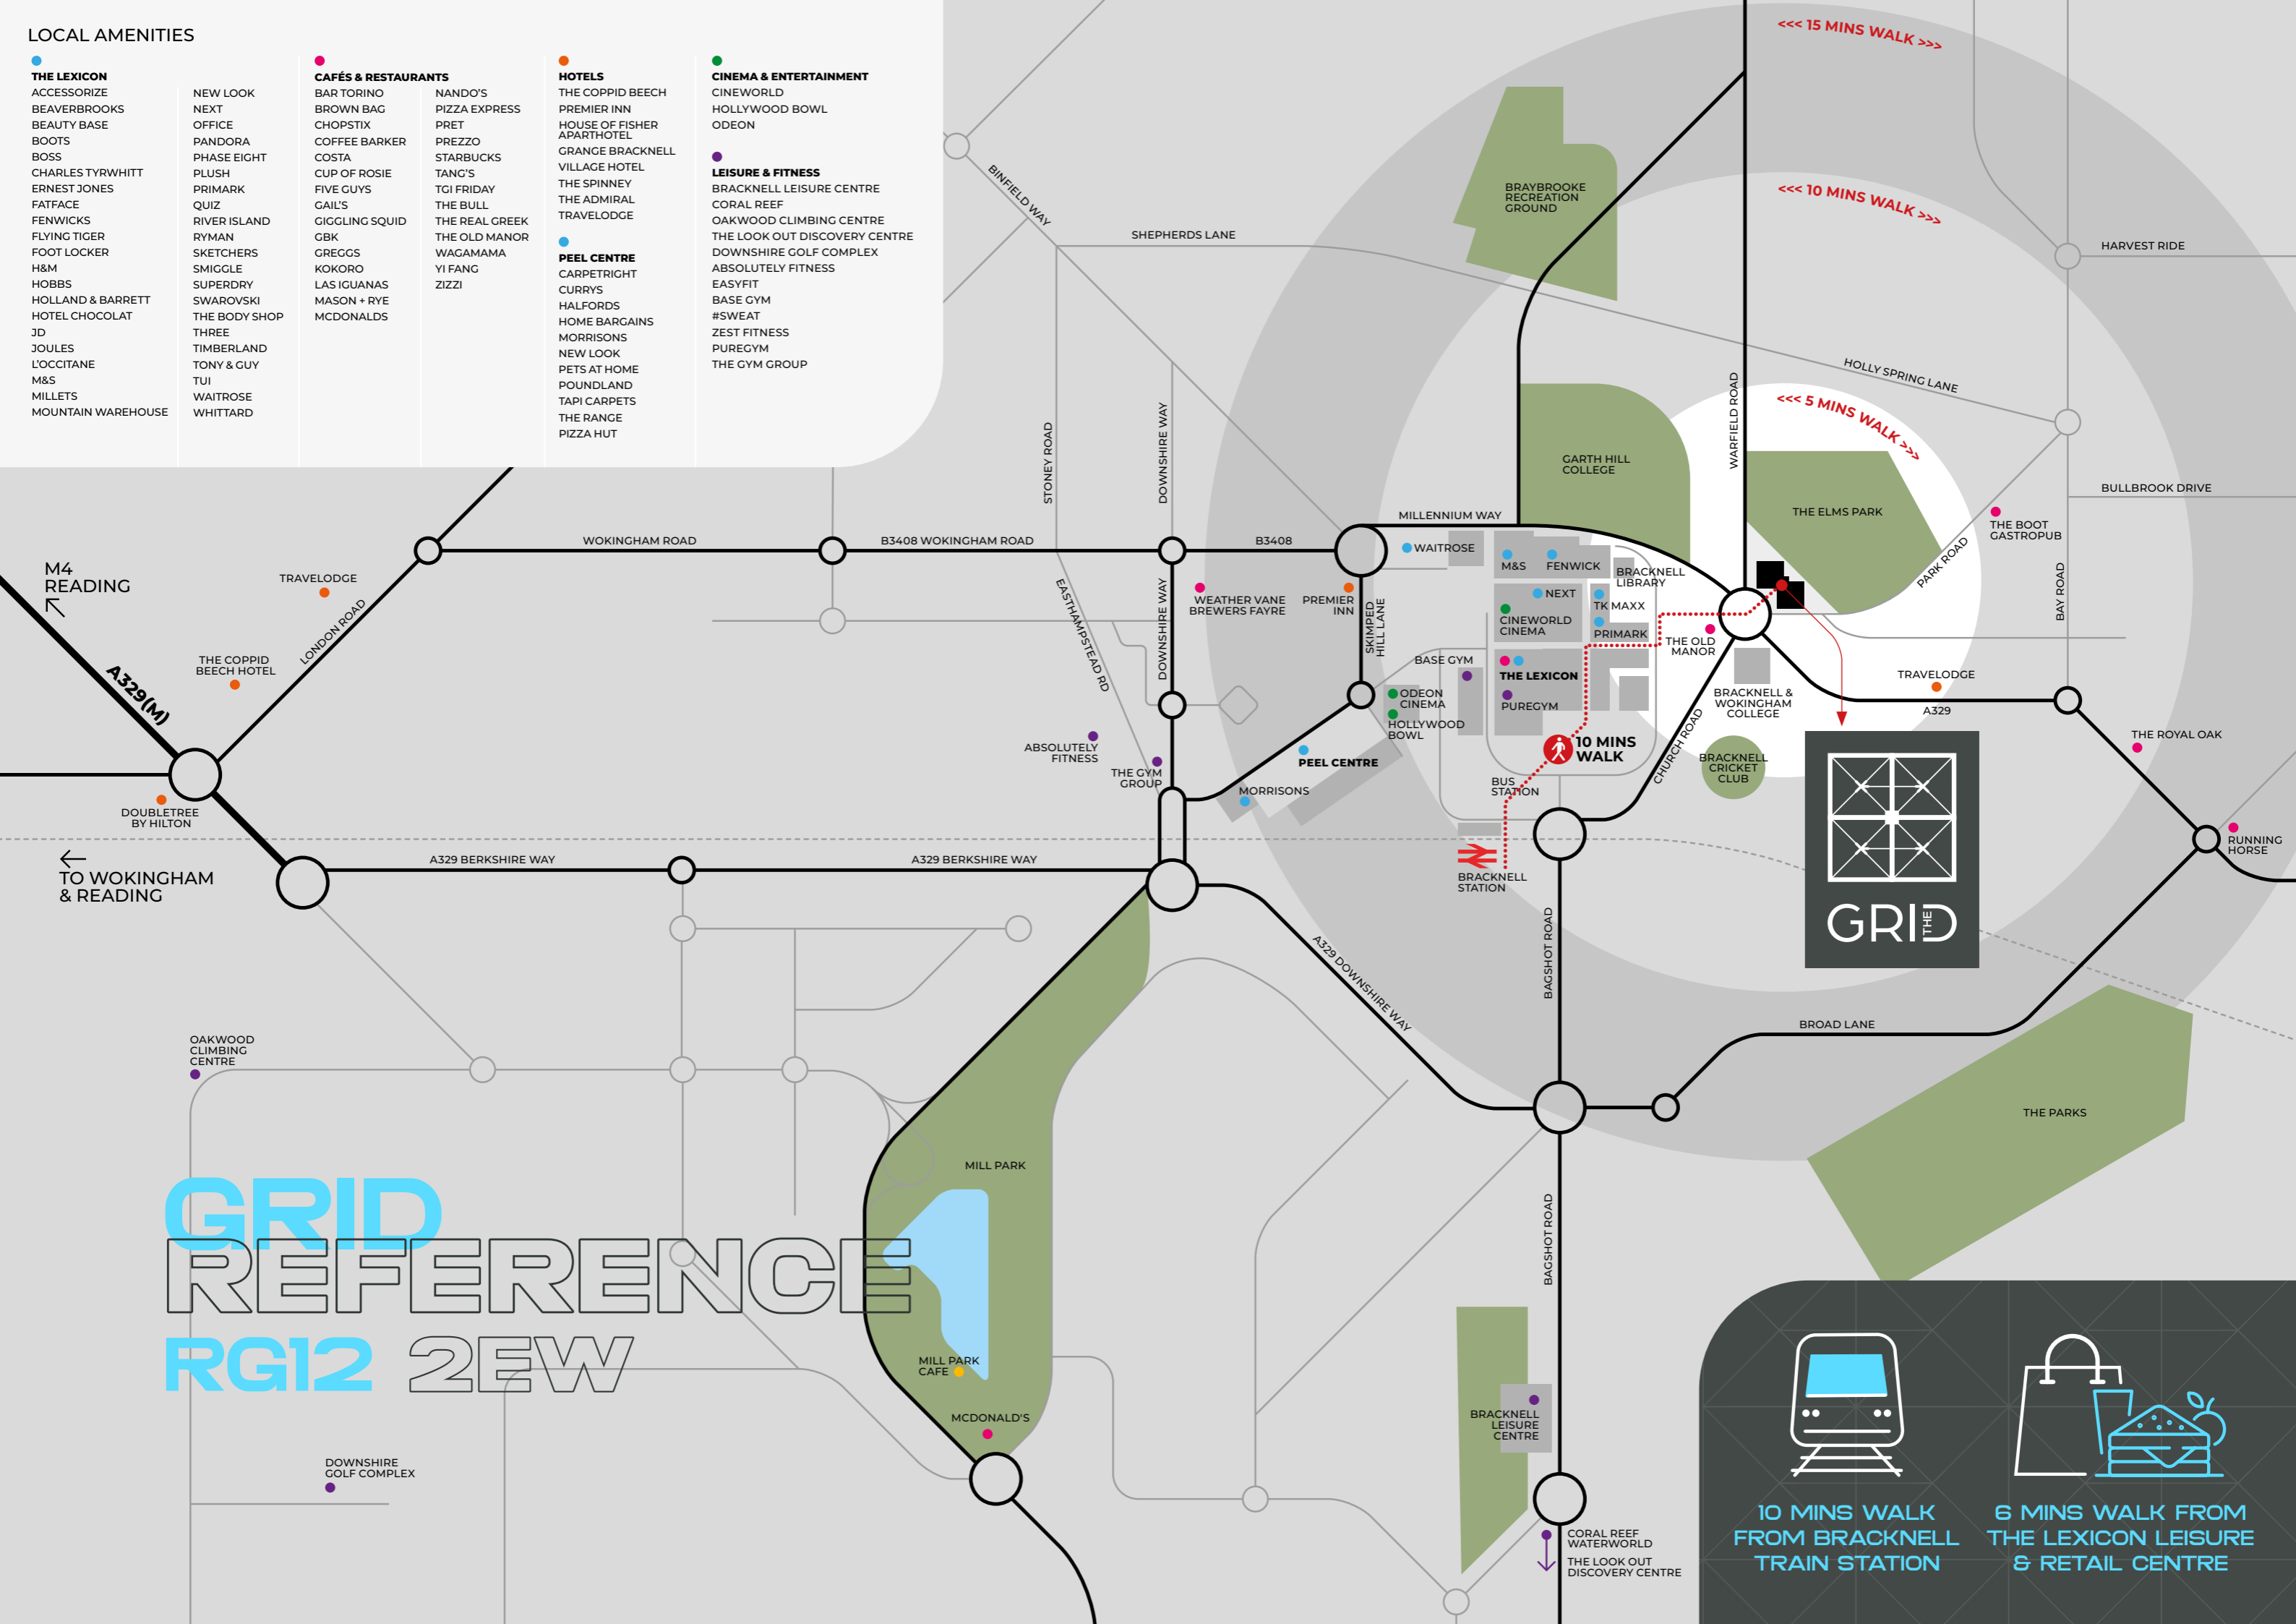 LOCAL AMENITIES
THE LEXICON
ACCESSORIZE
BEAVERBROOKS
BEAUTY BASE
BOOTS
BOSS
CHARLES TYRWHITT
ERNEST JONES
FATFACE
FENWICKS
FLYING TIGER
FOOT LOCKER
H&M
HOBBS
HOLLAND & BARRETT
HOTEL CHOCOLAT
JD
JOULES
L'OCCITANE
M&S
MILLETS
MOUNTAIN WAREHOUSE
NEW LOOK
NEXT
OFFICE
PANDORA
PHASE EIGHT
PLUSH
PRIMARK
QUIZ
RIVER ISLAND
RYMAN
SKETCHERS
SMIGGLE
SUPERDRY
SWAROVSKI
THE BODY SHOP
THREE
TIMBERLAND
TONY & GUY
TUI
WAITROSE
WHITTARD
CAFÉS & RESTAURANTS
BAR TORINO
BROWN BAG
CHOPSTIX
COFFEE BARKER
COSTA
CUP OF ROSIE
FIVE GUYS
GAIL'S
GIGGLING SQUID
GBK
GREGGS
KOKORO
LAS IGUANAS
MASON + RYE
MCDONALDS
NANDO'S
PIZZA EXPRESS
PRET
PREZZO
STARBUCKS
TANG'S
TGI FRIDAY
THE BULL
THE REAL GREEK
THE OLD MANOR
WAGAMAMA
YI FANG
ZIZZI
HOTELS
THE COPPID BEECH
PREMIER INN
HOUSE OF FISHER
APARTHOTEL
GRANGE BRACKNELL
VILLAGE HOTEL
THE SPINNEY
THE ADMIRAL
TRAVELODGE
PEEL CENTRE
CARPETRIGHT
CURRYS
HALFORDS
HOME BARGAINS
MORRISONS
NEW LOOK
PETS AT HOME
POUNDLAND
TAPI CARPETS
THE RANGE
PIZZA HUT
CINEMA & ENTERTAINMENT
CINEWORLD
HOLLYWOOD BOWL
ODEON
LEISURE & FITNESS
BRACKNELL LEISURE CENTRE
CORAL REEF
OAKWOOD CLIMBING CENTRE
THE LOOK OUT DISCOVERY CENTRE
DOWNSHIRE GOLF COMPLEX
ABSOLUTELY FITNESS
EASYFIT
BASE GYM
#SWEAT
ZEST FITNESS
PUREGYM
THE GYM GROUP
<<< 15 MINS WALK >>>
<<< 10 MINS WALK >>>
<<< 5 MINS WALK >>>
BINFIELD WAY
SHEPHERDS LANE
BRAYBROOKE
RECREATION
GROUND
HARVEST RIDE
HOLLY SPRING LANE
WARFIELD ROAD
STONEY ROAD
DOWNSHIRE WAY
GARTH HILL
COLLEGE
THE ELMS PARK
BULLBROOK DRIVE
THE BOOT
GASTROPUB
PARK ROAD
BAY ROAD
MILLENNIUM WAY
WOKINGHAM ROAD
B3408 WOKINGHAM ROAD
B3408
M4
READING
TRAVELODGE
LONDON ROAD
THE COPPID
BEECH HOTEL
A329(M)
DOUBLETREE
BY HILTON
TO WOKINGHAM
& READING
A329 BERKSHIRE WAY
A329 BERKSHIRE WAY
EASTHAMPSTEAD RD
DOWNSHIRE WAY
WEATHER VANE
BREWERS FAYRE
PREMIER
INN
SKIMPED
HILL LANE
WAITROSE
M&S
FENWICK
BRACKNELL
LIBRARY
NEXT
TK MAXX
CINEWORLD
CINEMA
PRIMARK
THE OLD
MANOR
BASE GYM
THE LEXICON
PUREGYM
ODEON
CINEMA
HOLLYWOOD
BOWL
10 MINS
WALK
PEEL CENTRE
MORRISONS
ABSOLUTELY
FITNESS
THE GYM
GROUP
BUS
STATION
BRACKNELL
STATION
CHURCH ROAD
BRACKNELL &
WOKINGHAM
COLLEGE
BRACKNELL
CRICKET
CLUB
TRAVELODGE
A329
THE ROYAL OAK
RUNNING
HORSE
THE
GRID
BAGSHOT ROAD
A329 DOWNSHIRE WAY
BROAD LANE
THE PARKS
BAGSHOT ROAD
OAKWOOD
CLIMBING
CENTRE
MILL PARK
MILL PARK
CAFE
MCDONALD'S
DOWNSHIRE
GOLF COMPLEX
GRID
REFERENCE
RG12 2EW
BRACKNELL
LEISURE
CENTRE
CORAL REEF
WATERWORLD
THE LOOK OUT
DISCOVERY CENTRE
10 MINS WALK
FROM BRACKNELL
TRAIN STATION
6 MINS WALK FROM
THE LEXICON LEISURE
& RETAIL CENTRE